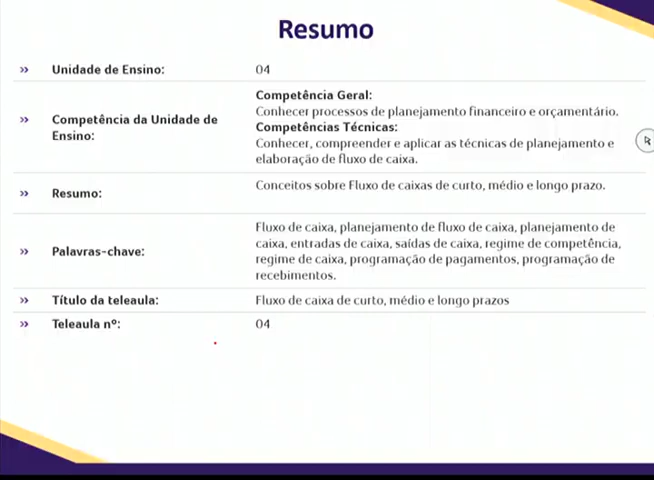 Resumo
» Unidade de Ensino: 04
» Competência da Unidade de Ensino:
Competência Geral:
Conhecer processos de planejamento financeiro e orçamentário.
Competências Técnicas:
Conhecer, compreender e aplicar as técnicas de planejamento e
elaboração de fluxo de caixa.
» Resumo: Conceitos sobre Fluxo de caixas de curto, médio e longo prazo.
» Palavras-chave:
Fluxo de caixa, planejamento de fluxo de caixa, planejamento de
caixa, entradas de caixa, saídas de caixa, regime de competência,
regime de caixa, programação de pagamentos, programação de
recebimentos.
» Título da teleaula: Fluxo de caixa de curto, médio e longo prazos
» Teleaula nº: 04